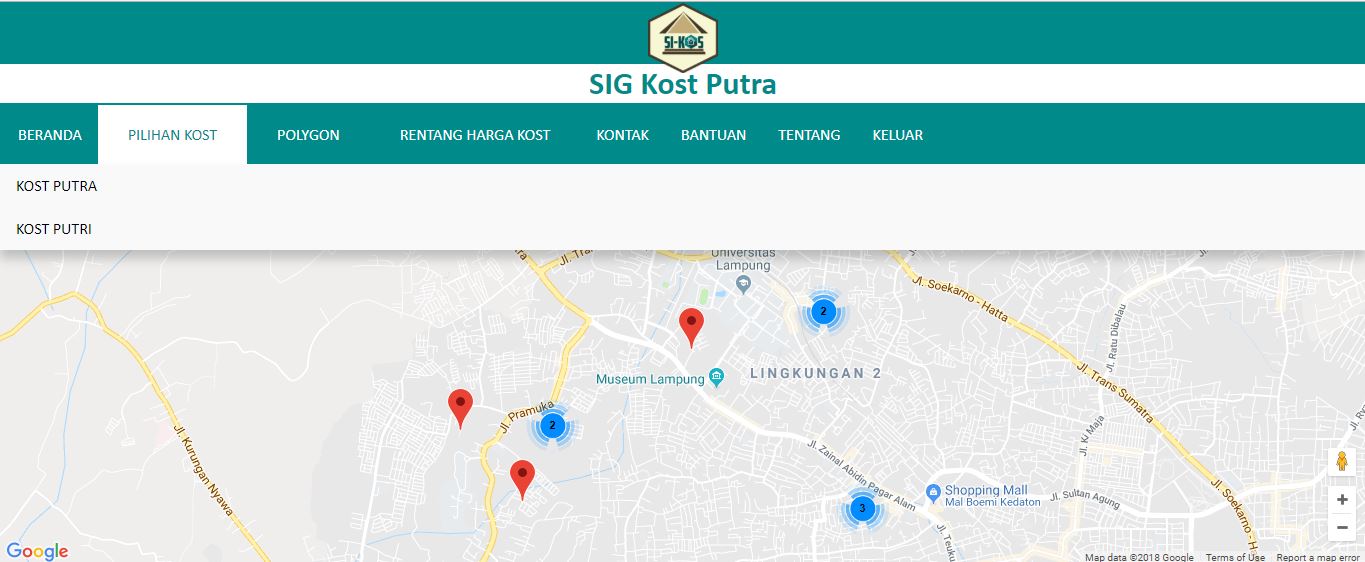 SI-KOS
SIG Kost Putra
BERANDA PILIHAN KOST POLYGON RENTANG HARGA KOST KONTAK BANTUAN TENTANG KELUAR
KOST PUTRA
KOST PUTRI
Universitas
Lampung
Jl. Soekarno - Hatta
2
Jl. Ratu Dibalau
Museum Lampung
LINGKUNGAN 2
Jl. Trans Sumatra
Jl. Pramuka
2
Jl. Kurungan Nyawa
Jl. Ki Maja
Jl. Zainal Abidin Pagar Alam
Shopping Mall
Mal Boemi Kedaton
Jl. Sultan Agung
3
Jl. Teuku
Jl. Soekarno - H
Google
Map data ©2018 Google Terms of Use Report a map error